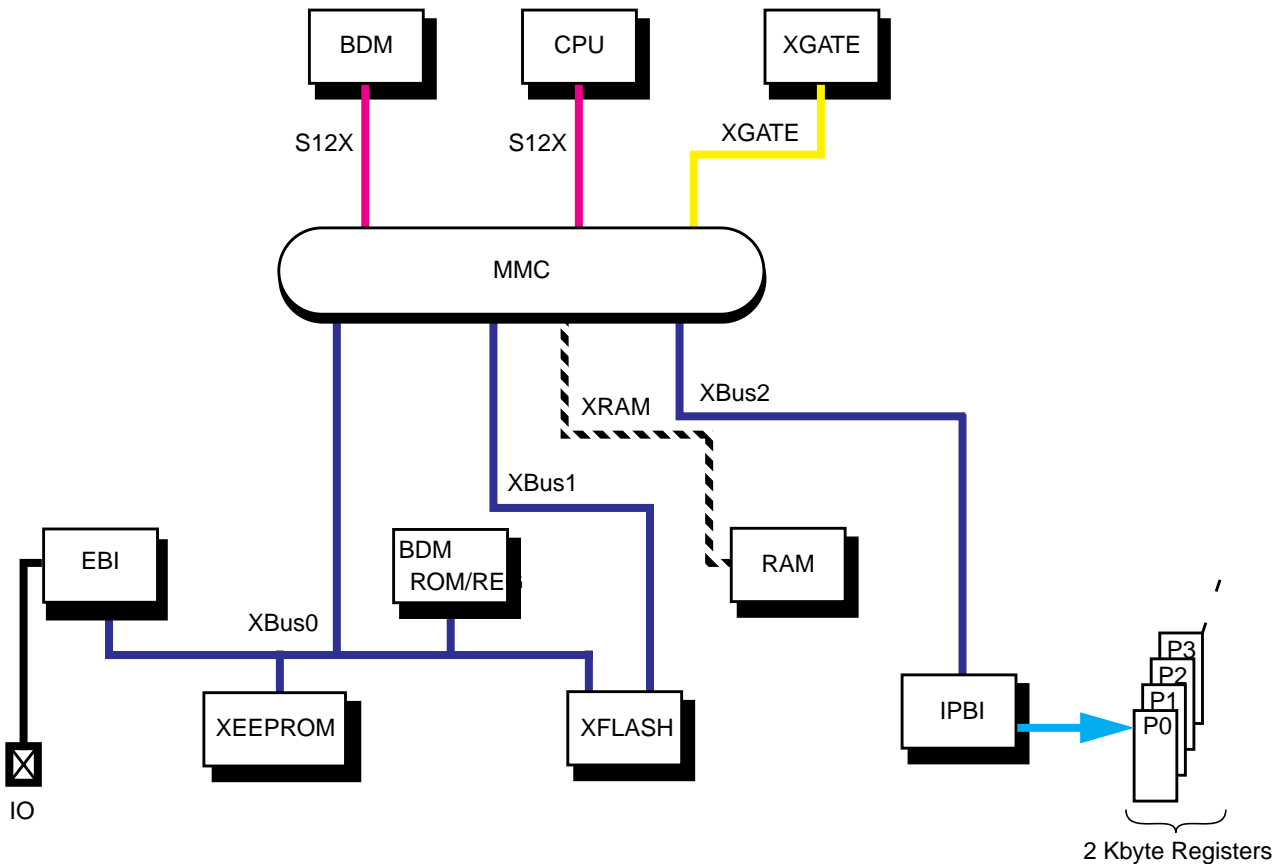 BDM
CPU
XGATE
S12X
S12X
XGATE
MMC
XRAM
XBus2
XBus1
EBI
BDM
ROM/REG
RAM
XBus0
P3
P2
P1
P0
XEEPROM
XFLASH
IPBI
IO
2 Kbyte Registers